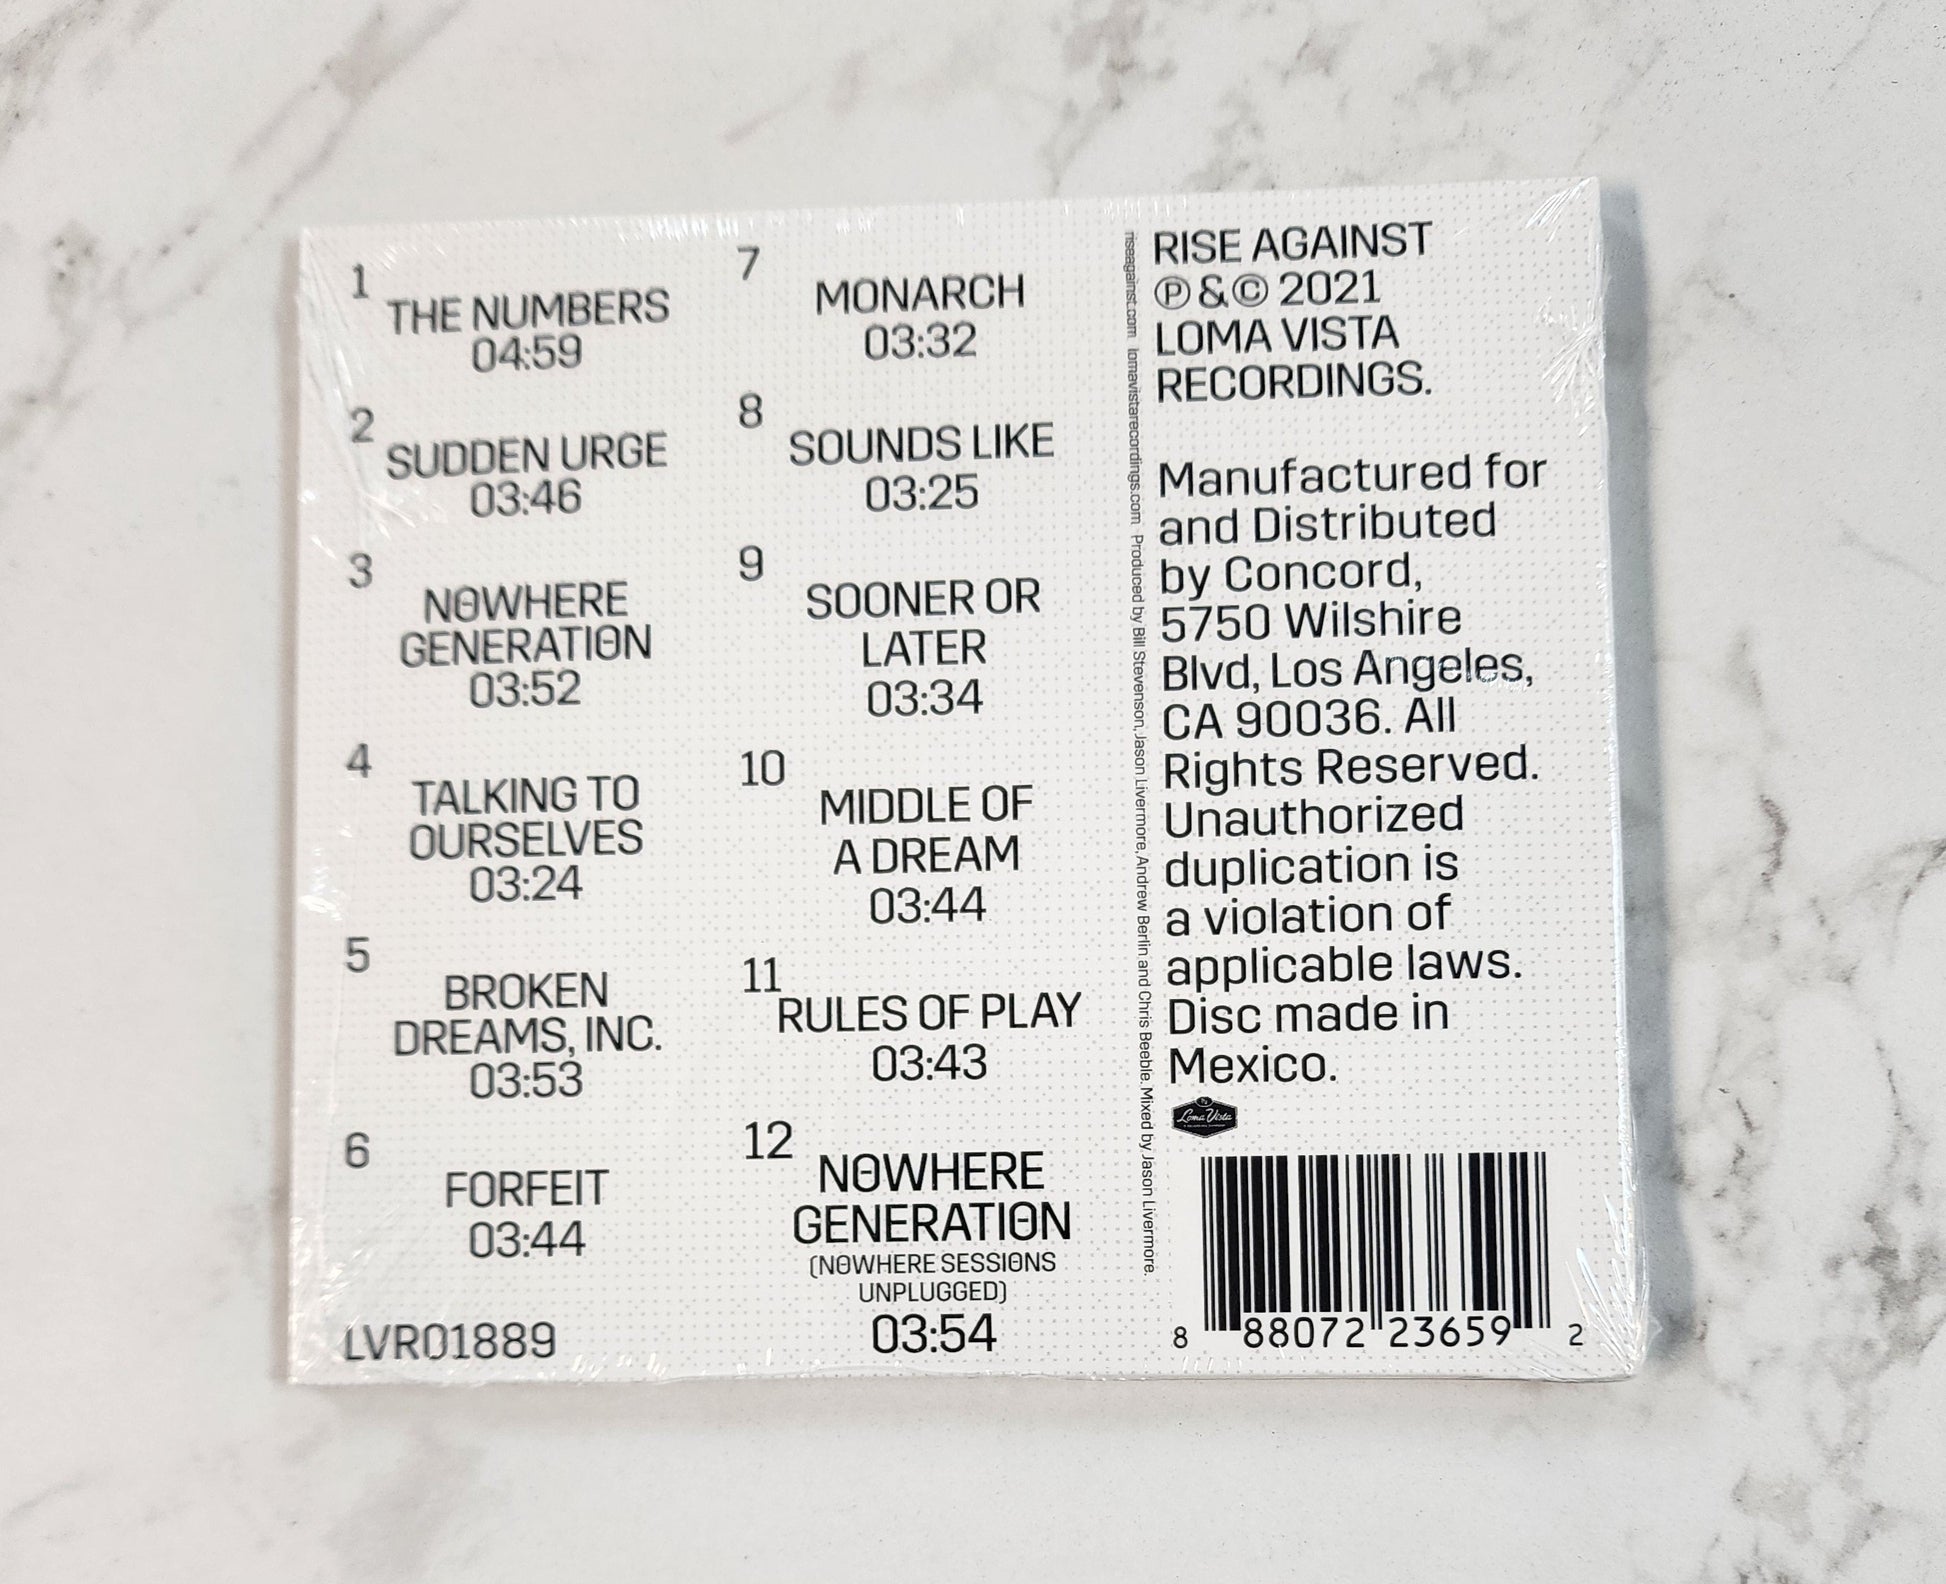 1
THE NUMBERS
04:59
2
SUDDEN URGE
03:46
3
NOWHERE
GENERATION
03:52
4
TALKING TO
OURSELVES
03:24
5
BROKEN
DREAMS, INC.
03:53
6
FORFEIT
03:44
LVR01889
7
MONARCH
03:32
8
SOUNDS LIKE
03:25
9
SOONER OR
LATER
03:34
10
MIDDLE OF
A DREAM
03:44
11
RULES OF PLAY
03:43
12
NOWHERE
GENERATION
(NOWHERE SESSIONS
UNPLUGGED)
03:54
riseagainst.com lomavistarecordings.com Produced by Bill Stevenson, Jason Livermore, Andrew Berlin and Chris Beeble. Mixed by Jason Livermore.
RISE AGAINST
℗ & © 2021
LOMA VISTA
RECORDINGS.
Manufactured for
and Distributed
by Concord,
5750 Wilshire
Blvd, Los Angeles,
CA 90036. All
Rights Reserved.
Unauthorized
duplication is
a violation of
applicable laws.
Disc made in
Mexico.
Loma Vista
8 88072 23659 2